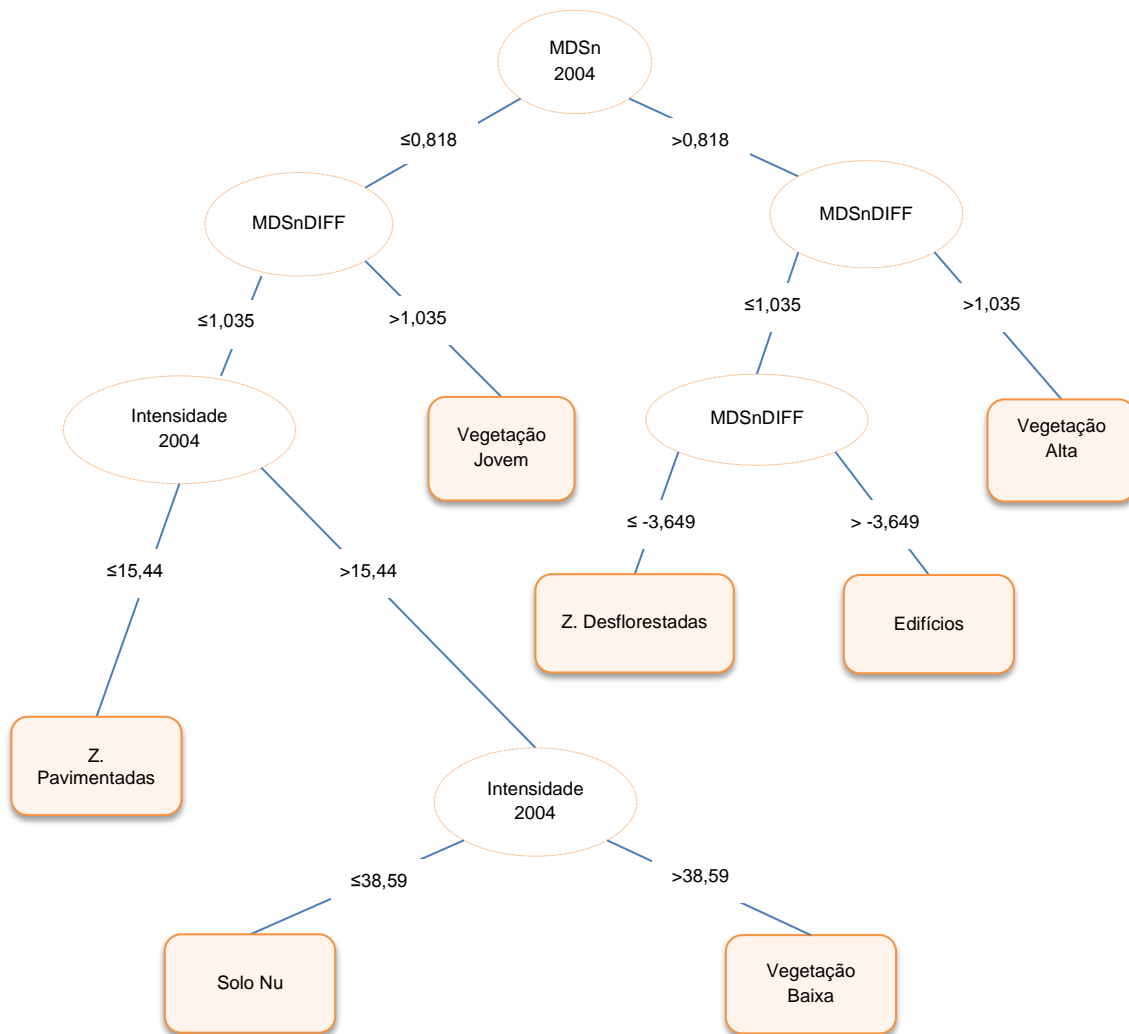 MDSn
2004
≤0,818
>0,818
MDSnDIFF
MDSnDIFF
≤1,035
>1,035
≤1,035
>1,035
Intensidade
2004
Vegetação
Jovem
MDSnDIFF
Vegetação
Alta
≤ -3,649
> -3,649
≤15,44
>15,44
Z. Desflorestadas
Edifícios
Z.
Pavimentadas
Intensidade
2004
≤38,59
>38,59
Solo Nu
Vegetação
Baixa